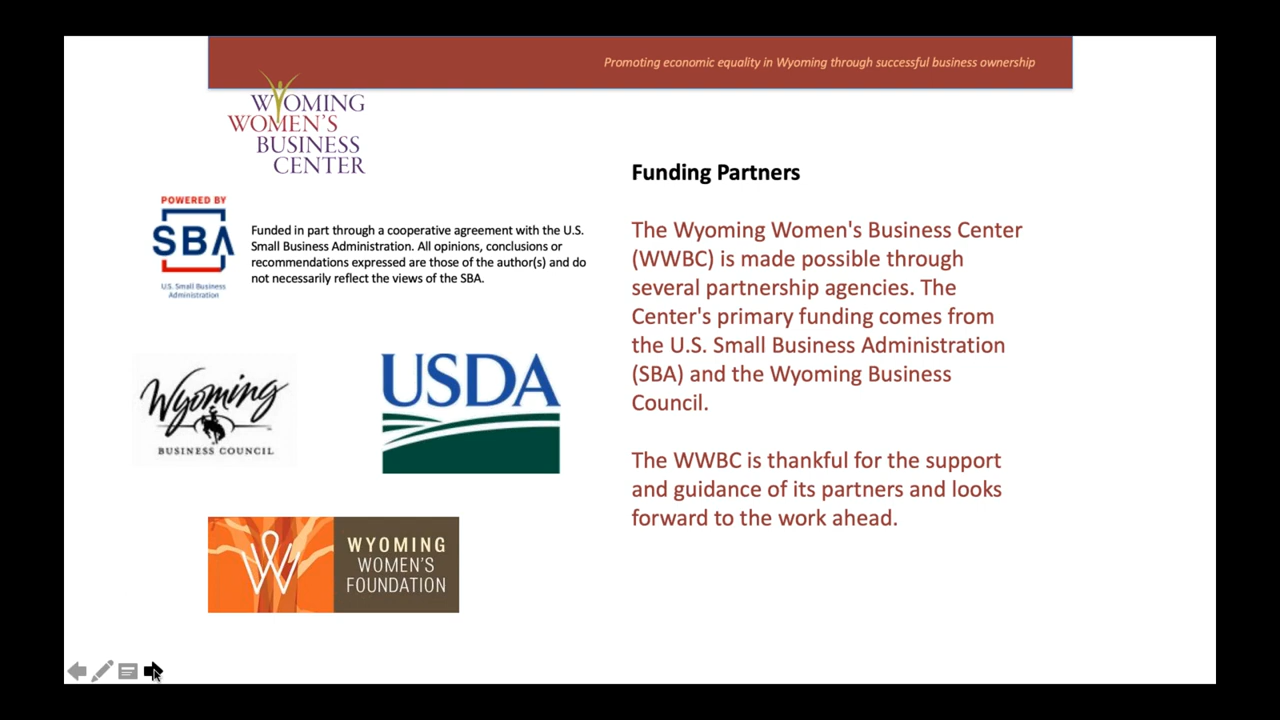 Promoting economic equality in Wyoming through successful business ownership
WYOMING
WOMEN'S
BUSINESS
CENTER
POWERED BY
SBA
U.S. Small Business
Administration
Funded in part through a cooperative agreement with the U.S.
Small Business Administration. All opinions, conclusions or
recommendations expressed are those of the author(s) and do
not necessarily reflect the views of the SBA.
Wyoming
BUSINESS COUNCIL
USDA
W
WYOMING
WOMEN'S
FOUNDATION
Funding Partners
The Wyoming Women's Business Center
(WWBC) is made possible through
several partnership agencies. The
Center's primary funding comes from
the U.S. Small Business Administration
(SBA) and the Wyoming Business
Council.
The WWBC is thankful for the support
and guidance of its partners and looks
forward to the work ahead.